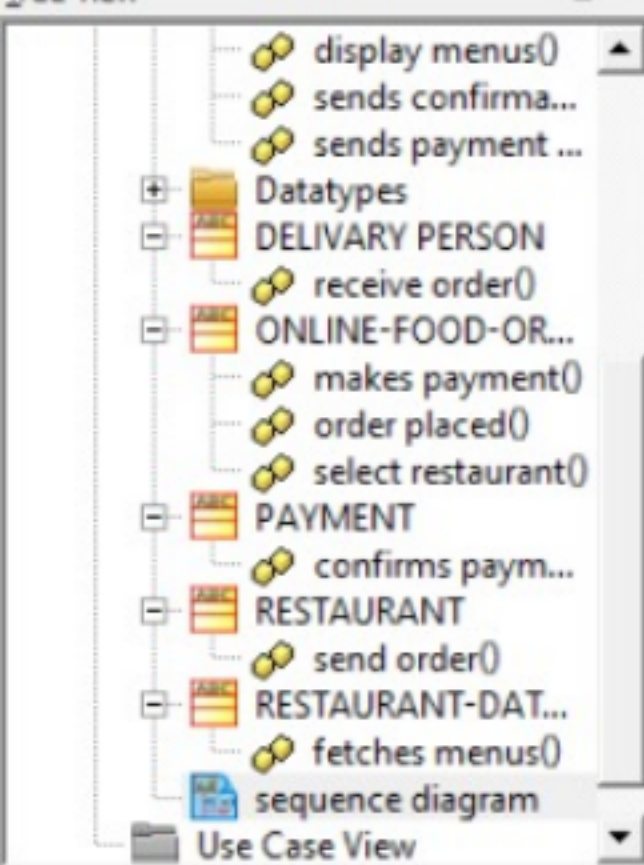 display menus()
sends confirma...
sends payment ...
Datatypes
DELIVARY PERSON
receive order()
ONLINE-FOOD-OR...
makes payment()
order placed()
select restaurant()
PAYMENT
confirms paym...
RESTAURANT
send order()
RESTAURANT-DAT...
fetches menus()
sequence diagram
Use Case View